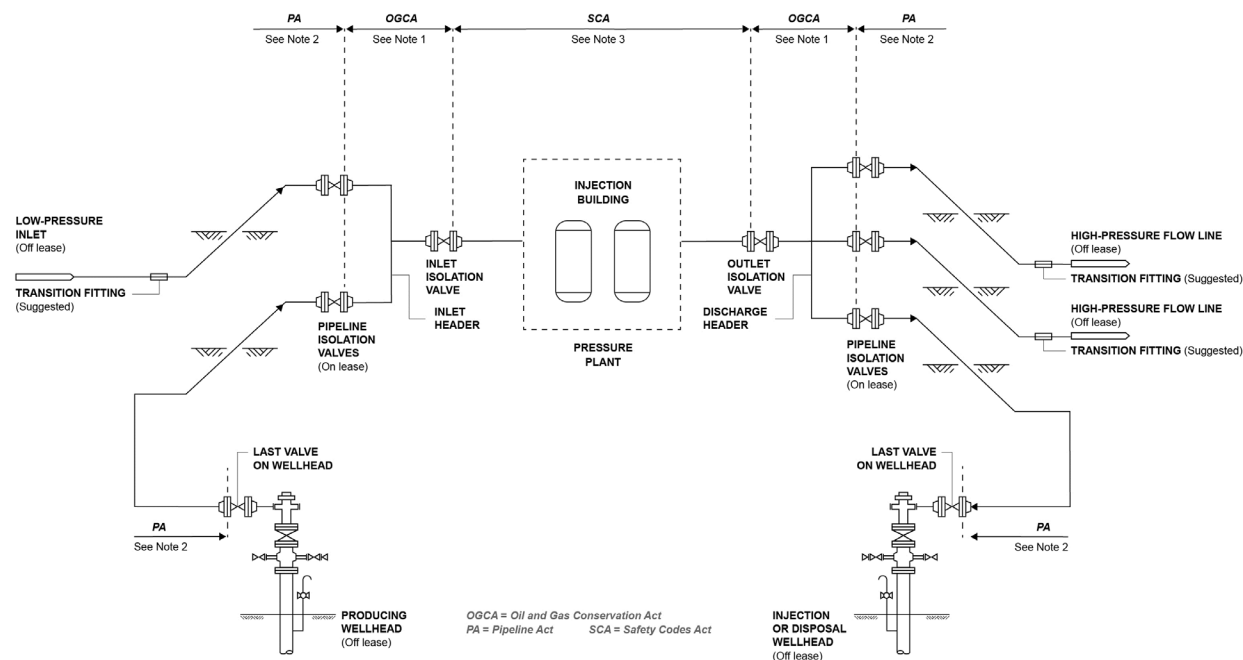 PA
OGCA
SCA
OGCA
PA
See Note 2
See Note 1
See Note 3
See Note 1
See Note 2
LOW-PRESSURE
INLET
(Off lease)
TRANSITION FITTING
(Suggested)
PIPELINE
ISOLATION
VALVES
(On lease)
INLET
ISOLATION
VALVE
INLET
HEADER
INJECTION
BUILDING
PRESSURE
PLANT
OUTLET
ISOLATION
VALVE
DISCHARGE
HEADER
PIPELINE
ISOLATION
VALVES
(On lease)
HIGH-PRESSURE FLOW LINE
(Off lease)
TRANSITION FITTING (Suggested)
HIGH-PRESSURE FLOW LINE
(Off lease)
TRANSITION FITTING (Suggested)
LAST VALVE
ON WELLHEAD
PA
See Note 2
PRODUCING
WELLHEAD
(Off lease)
LAST VALVE
ON WELLHEAD
PA
See Note 2
INJECTION
OR DISPOSAL
WELLHEAD
(Off lease)
OGCA = Oil and Gas Conservation Act
PA = Pipeline Act SCA = Safety Codes Act